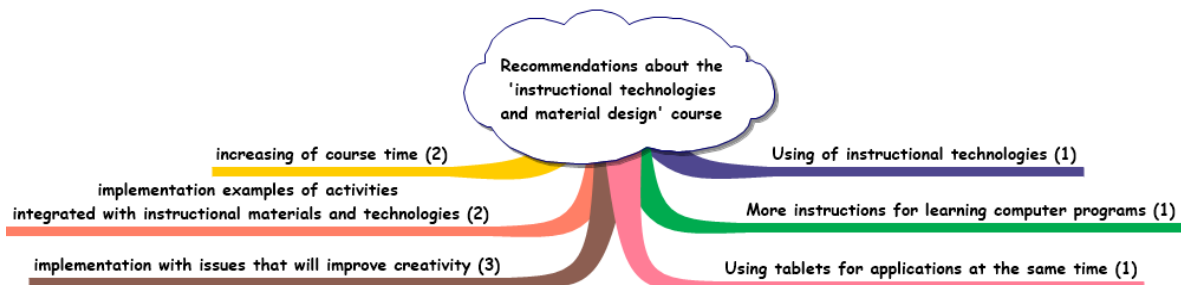 Recommendations about the
'instructional technologies
and material design' course
increasing of course time (2)
implementation examples of activities
integrated with instructional materials and technologies (2)
implementation with issues that will improve creativity (3)
Using of instructional technologies (1)
More instructions for learning computer programs (1)
Using tablets for applications at the same time (1)